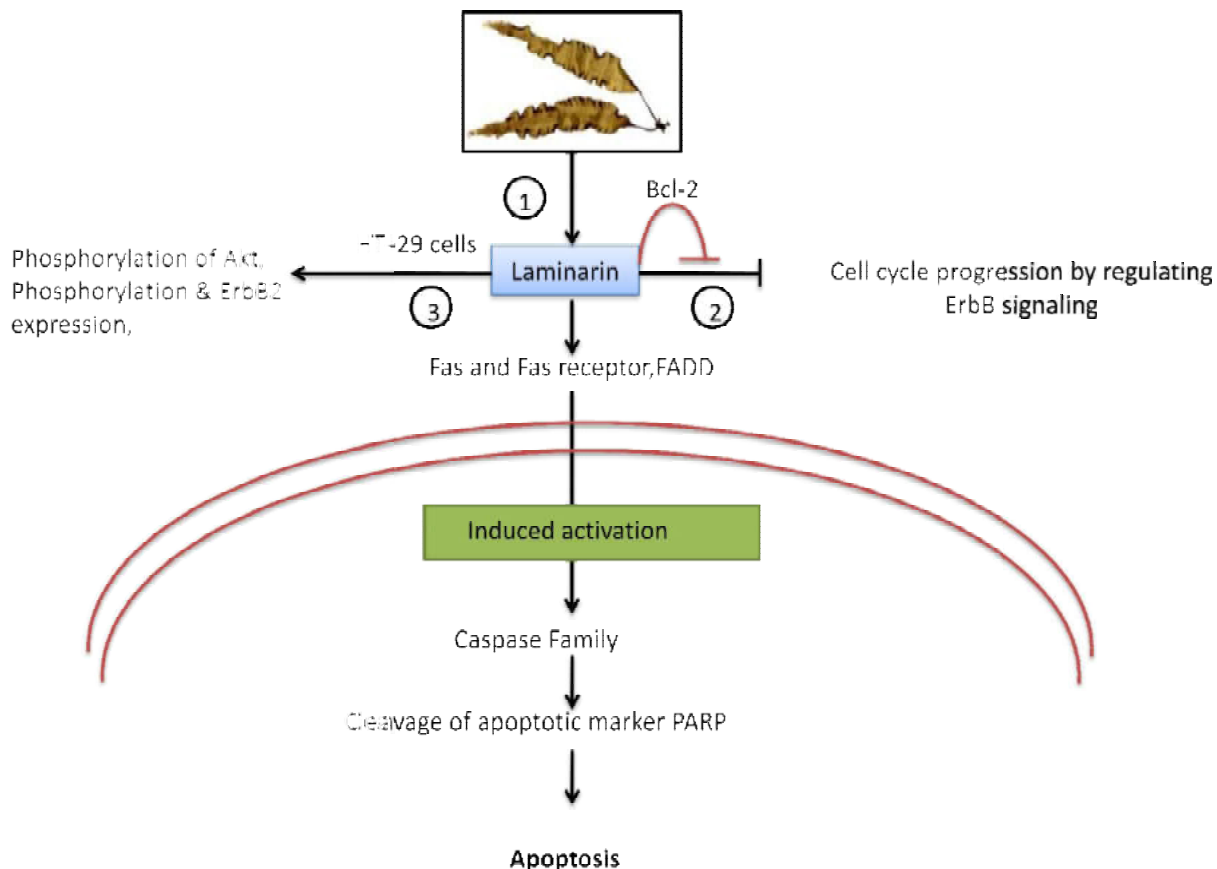 1
Bcl-2
-29 cells
Laminarin
Phosphorylation of Akt,
Phosphorylation & ErbB2
expression,
3
2
Cell cycle progression by regulating
ErbB signaling
Fas and Fas receptor,FADD
Induced activation
Caspase Family
Cleavage of apoptotic marker PARP
Apoptosis